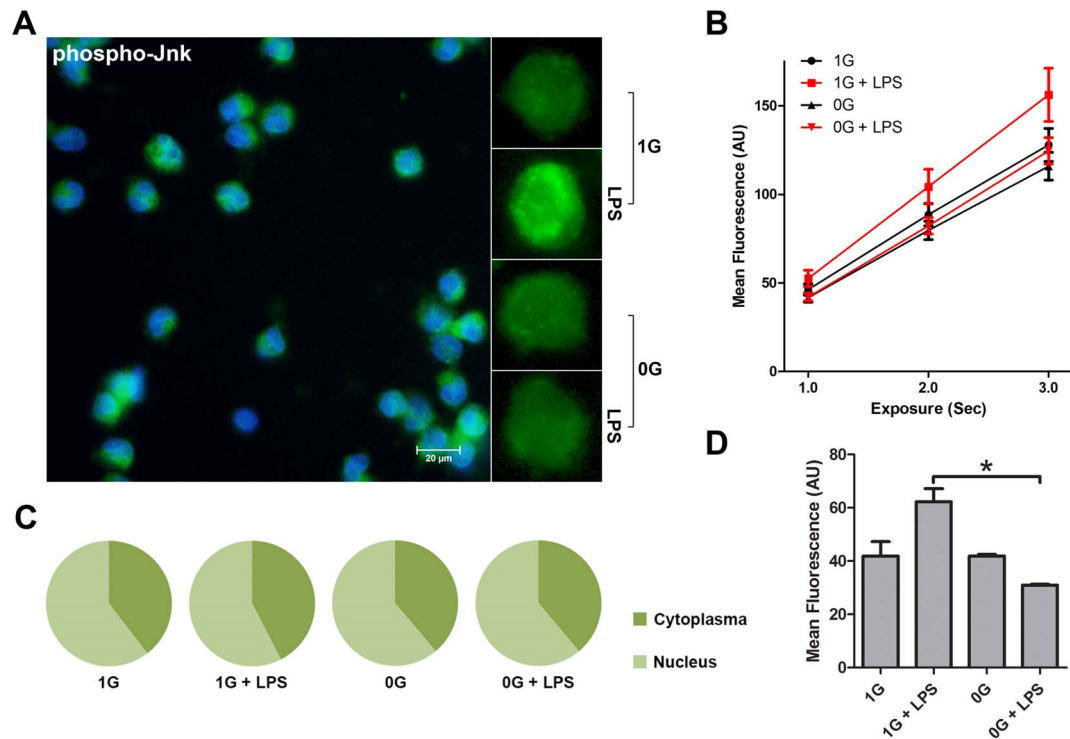 A
phospho-Jnk
1G
LPS
0G
LPS
20 µm
B
1G
1G + LPS
0G
0G + LPS
150
100
50
0
Mean Fluorescence (AU)
1.0 2.0 3.0
Exposure (Sec)
C
1G 1G + LPS 0G 0G + LPS
Cytoplasma
Nucleus
D
80
60
40
20
0
Mean Fluorescence (AU)
*
1G 1G + LPS 0G 0G + LPS